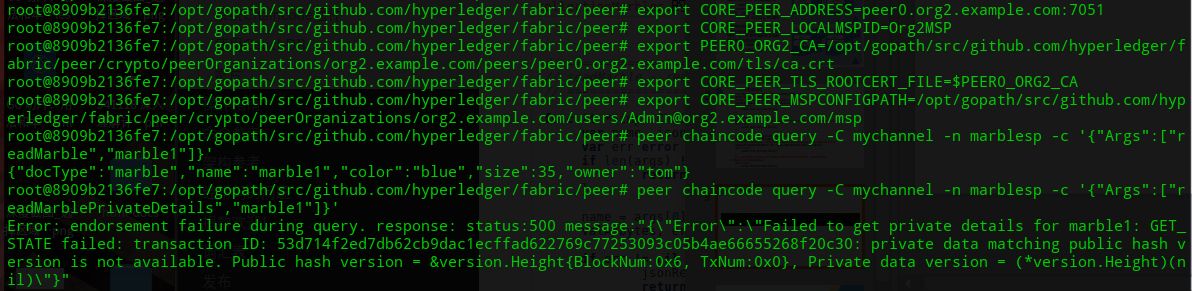 root@8909b2136fe7:/opt/gopath/src/github.com/hyperledger/fabric/peer# export CORE_PEER_ADDRESS=peer0.org2.example.com:7051
root@8909b2136fe7:/opt/gopath/src/github.com/hyperledger/fabric/peer# export CORE_PEER_LOCALMSPID=Org2MSP
root@8909b2136fe7:/opt/gopath/src/github.com/hyperledger/fabric/peer# export PEER0_ORG2_CA=/opt/gopath/src/github.com/hyperledger/f
abric/peer/crypto/peerOrganizations/org2.example.com/peers/peer0.org2.example.com/tls/ca.crt
root@8909b2136fe7:/opt/gopath/src/github.com/hyperledger/fabric/peer# export CORE_PEER_TLS_ROOTCERT_FILE=$PEER0_ORG2_CA
root@8909b2136fe7:/opt/gopath/src/github.com/hyperledger/fabric/peer# export CORE_PEER_MSPCONFIGPATH=/opt/gopath/src/github.com/hyp
erledger/fabric/peer/crypto/peerOrganizations/org2.example.com/users/Admin@org2.example.com/msp
root@8909b2136fe7:/opt/gopath/src/github.com/hyperledger/fabric/peer# peer chaincode query -C mychannel -n marblesp -c '{"Args":["r
eadMarble","marble1"]}'
{"docType":"marble","name":"marble1","color":"blue","size":35,"owner":"tom"}
root@8909b2136fe7:/opt/gopath/src/github.com/hyperledger/fabric/peer# peer chaincode query -C mychannel -n marblesp -c '{"Args":["r
eadMarblePrivateDetails","marble1"]}'
Error: endorsement failure during query. response: status:500 message:"{\"Error\":\"Failed to get private details for marble1: GET_
STATE failed: transaction ID: 53d714f2ed7db62cb9dac1ecffad622769c77253093c05b4ae66655268f20c30: private data matching public hash v
ersion is not available. Public hash version = &version.Height{BlockNum:0x6, TxNum:0x0}, Private data version = (*version.Height)(n
il)\"}"